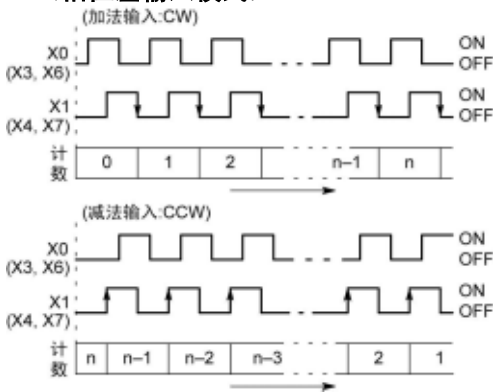 (加法输入:CW)
X0
(X3, X6)
ON
OFF
X1
(X4, X7)
ON
OFF
计数 0 1 2 n–1 n
(减法输入:CCW)
X0
(X3, X6)
ON
OFF
X1
(X4, X7)
ON
OFF
计数 n n–1 n–2 n–3 2 1